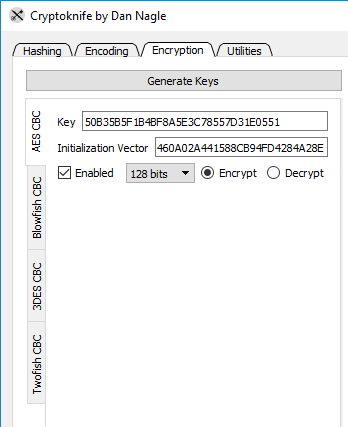 Cryptoknife by Dan Nagle
Hashing Encoding Encryption Utilities
Generate Keys
AES CBC
Key 50B35B5F1B4BF8A5E3C78557D31E0551
Initialization Vector 460A02A441588CB94FD4284A28E
Enabled 128 bits Encrypt Decrypt
Blowfish CBC
3DES CBC
Twofish CBC